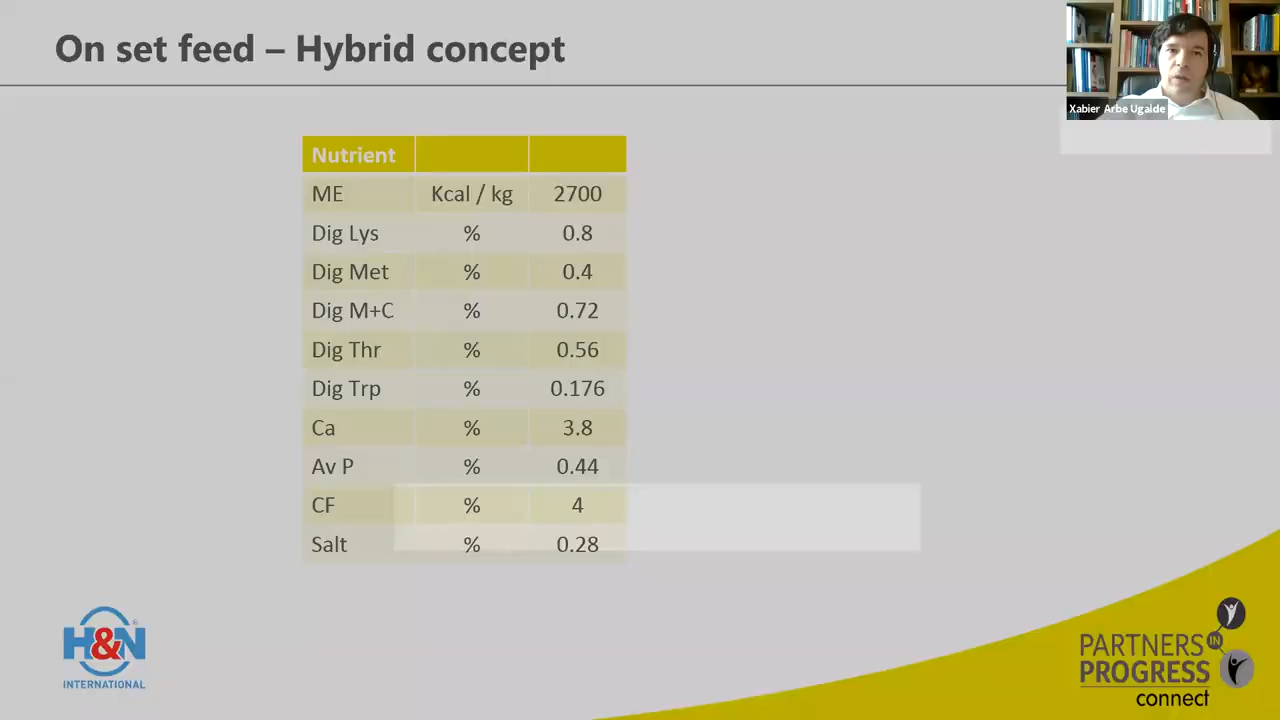 On set feed – Hybrid concept
Xabier Arbe Ugalde
Nutrient
ME Kcal / kg 2700
Dig Lys % 0.8
Dig Met % 0.4
Dig M+C % 0.72
Dig Thr % 0.56
Dig Trp % 0.176
Ca % 3.8
Av P % 0.44
CF % 4
Salt % 0.28
H&N®
INTERNATIONAL
PARTNERS IN
PROGRESS
connect